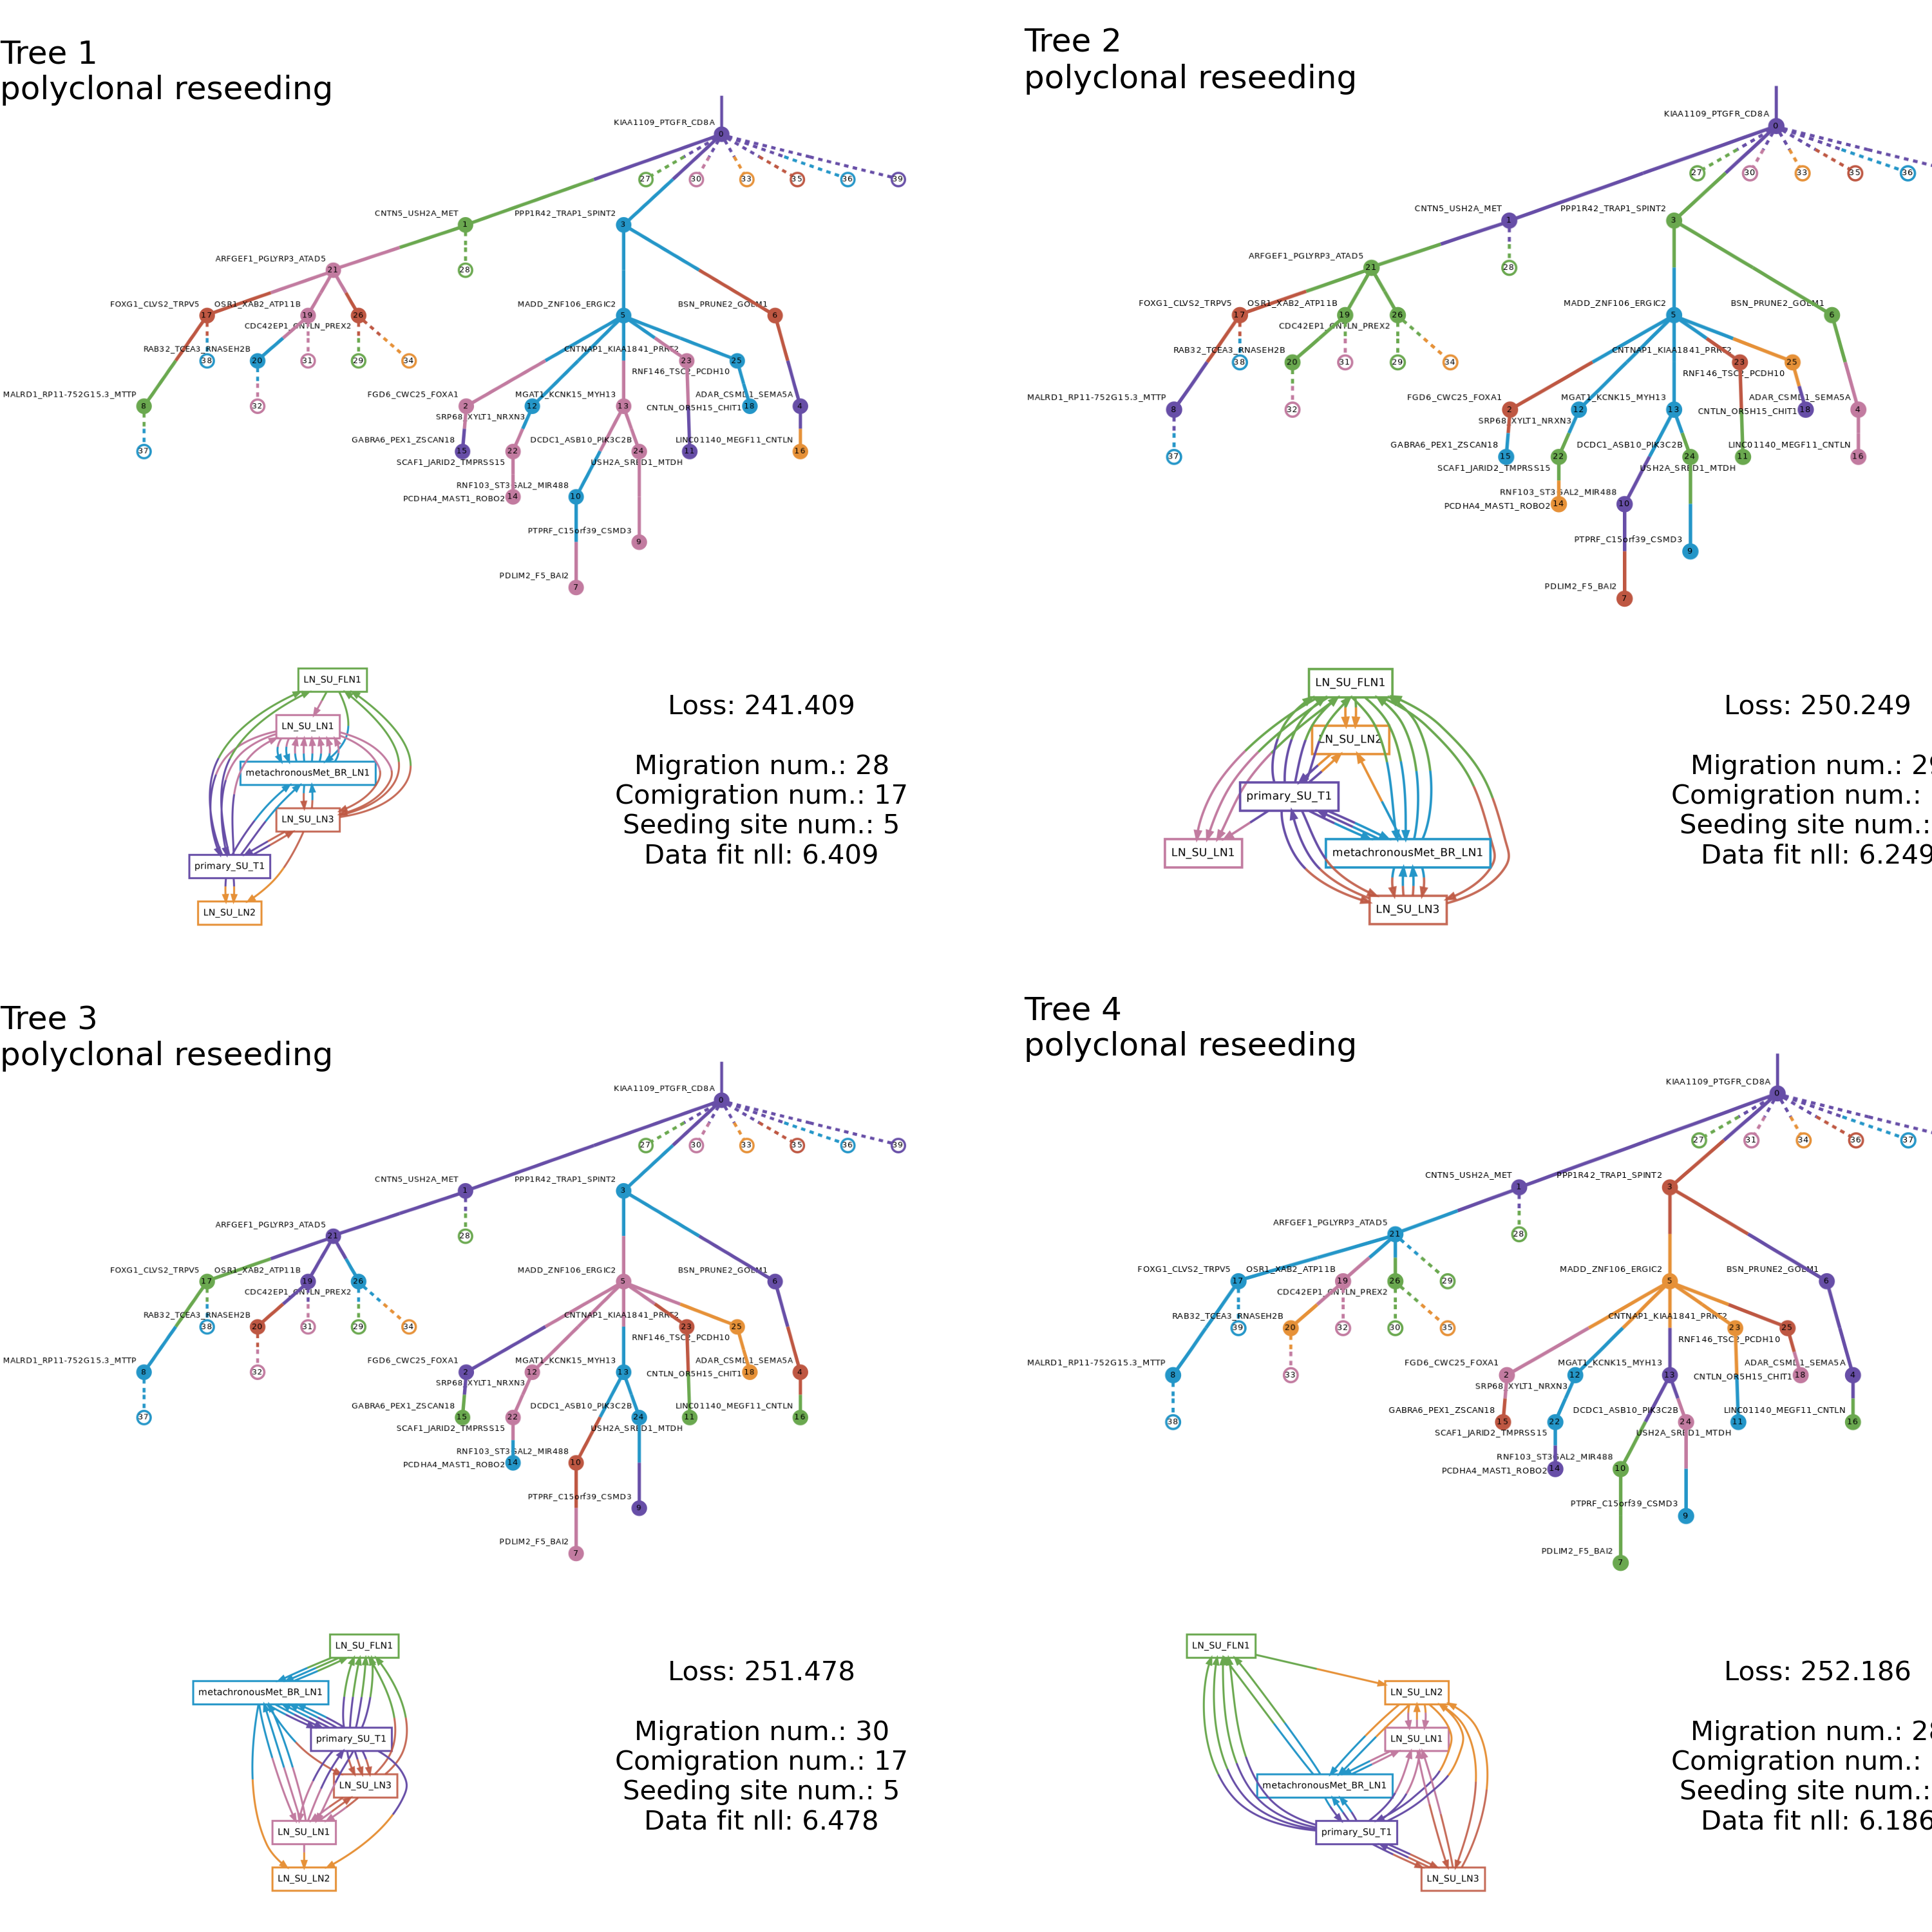 Tree 1
polyclonal reseeding
KIAA1109_PTGFR_CD8A
0
27
30
33
35
36
39
CNTN5_USH2A_MET
1
PPP1R42_TRAP1_SPINT2
3
28
ARFGEF1_PGLYRP3_ATAD5
21
FOXG1_CLVS2_TRPV5
17
OSR1_XAB2_ATP11B
19
26
MADD_ZNF106_ERGIC2
5
BSN_PRUNE2_GOLM1
6
CDC42EP1_CNTLN_PREX2
RAB32_TCEA3_RNASEH2B
38
20
31
29
34
CNTNAP1_KIAA1841_PRRT2
23
25
RNF146_TSC2_PCDH10
MALRD1_RP11-752G15.3_MTTP
8
32
FGD6_CWC25_FOXA1
2
MGAT1_KCNK15_MYH13
12
13
CNTLN_OR5H15_CHIT1
18
ADAR_CSMD1_SEMA5A
4
SRP68_XYLT1_NRXN3
37
GABRA6_PEX1_ZSCAN18
15
22
DCDC1_ASB10_PIK3C2B
24
11
LINC01140_MEGF11_CNTLN
16
SCAF1_JARID2_TMPRSS15
USH2A_SRBD1_MTDH
RNF103_ST3GAL2_MIR488
PCDHA4_MAST1_ROBO2
14
10
PTPRF_C15orf39_CSMD3
9
PDLIM2_F5_BAI2
7
LN_SU_FLN1
LN_SU_LN1
metachronousMet_BR_LN1
LN_SU_LN3
primary_SU_T1
LN_SU_LN2
Loss: 241.409
Migration num.: 28
Comigration num.: 17
Seeding site num.: 5
Data fit nll: 6.409
Tree 2
polyclonal reseeding
KIAA1109_PTGFR_CD8A
0
27
30
33
35
36
CNTN5_USH2A_MET
1
PPP1R42_TRAP1_SPINT2
3
28
ARFGEF1_PGLYRP3_ATAD5
21
FOXG1_CLVS2_TRPV5
17
OSR1_XAB2_ATP11B
19
26
MADD_ZNF106_ERGIC2
5
BSN_PRUNE2_GOLM1
6
CDC42EP1_CNTLN_PREX2
RAB32_TCEA3_RNASEH2B
38
20
31
29
34
CNTNAP1_KIAA1841_PRRT2
23
25
RNF146_TSC2_PCDH10
MALRD1_RP11-752G15.3_MTTP
8
32
FGD6_CWC25_FOXA1
2
MGAT1_KCNK15_MYH13
12
13
CNTLN_OR5H15_CHIT1
18
ADAR_CSMD1_SEMA5A
4
SRP68_XYLT1_NRXN3
37
GABRA6_PEX1_ZSCAN18
15
22
DCDC1_ASB10_PIK3C2B
24
11
LINC01140_MEGF11_CNTLN
16
SCAF1_JARID2_TMPRSS15
USH2A_SRBD1_MTDH
RNF103_ST3GAL2_MIR488
PCDHA4_MAST1_ROBO2
14
10
PTPRF_C15orf39_CSMD3
9
PDLIM2_F5_BAI2
7
LN_SU_FLN1
LN_SU_LN2
primary_SU_T1
LN_SU_LN1
metachronousMet_BR_LN1
LN_SU_LN3
Loss: 250.249
Migration num.: 2
Comigration num.:
Seeding site num.:
Data fit nll: 6.249
Tree 3
polyclonal reseeding
KIAA1109_PTGFR_CD8A
0
27
30
33
35
36
39
CNTN5_USH2A_MET
1
PPP1R42_TRAP1_SPINT2
3
28
ARFGEF1_PGLYRP3_ATAD5
21
FOXG1_CLVS2_TRPV5
17
OSR1_XAB2_ATP11B
19
26
MADD_ZNF106_ERGIC2
5
BSN_PRUNE2_GOLM1
6
CDC42EP1_CNTLN_PREX2
RAB32_TCEA3_RNASEH2B
38
20
31
29
34
CNTNAP1_KIAA1841_PRRT2
23
25
RNF146_TSC2_PCDH10
MALRD1_RP11-752G15.3_MTTP
8
32
FGD6_CWC25_FOXA1
2
MGAT1_KCNK15_MYH13
12
13
CNTLN_OR5H15_CHIT1
18
ADAR_CSMD1_SEMA5A
4
SRP68_XYLT1_NRXN3
37
GABRA6_PEX1_ZSCAN18
15
22
DCDC1_ASB10_PIK3C2B
24
11
LINC01140_MEGF11_CNTLN
16
SCAF1_JARID2_TMPRSS15
USH2A_SRBD1_MTDH
RNF103_ST3GAL2_MIR488
PCDHA4_MAST1_ROBO2
14
10
PTPRF_C15orf39_CSMD3
9
PDLIM2_F5_BAI2
7
LN_SU_FLN1
metachronousMet_BR_LN1
primary_SU_T1
LN_SU_LN3
LN_SU_LN1
LN_SU_LN2
Loss: 251.478
Migration num.: 30
Comigration num.: 17
Seeding site num.: 5
Data fit nll: 6.478
Tree 4
polyclonal reseeding
KIAA1109_PTGFR_CD8A
0
27
31
34
36
37
CNTN5_USH2A_MET
1
PPP1R42_TRAP1_SPINT2
3
28
ARFGEF1_PGLYRP3_ATAD5
21
FOXG1_CLVS2_TRPV5
17
OSR1_XAB2_ATP11B
19
26
29
MADD_ZNF106_ERGIC2
5
BSN_PRUNE2_GOLM1
6
CDC42EP1_CNTLN_PREX2
RAB32_TCEA3_RNASEH2B
39
20
32
30
35
CNTNAP1_KIAA1841_PRRT2
23
25
RNF146_TSC2_PCDH10
MALRD1_RP11-752G15.3_MTTP
8
33
FGD6_CWC25_FOXA1
2
MGAT1_KCNK15_MYH13
12
13
CNTLN_OR5H15_CHIT1
18
ADAR_CSMD1_SEMA5A
4
SRP68_XYLT1_NRXN3
38
GABRA6_PEX1_ZSCAN18
15
22
DCDC1_ASB10_PIK3C2B
24
11
LINC01140_MEGF11_CNTLN
16
SCAF1_JARID2_TMPRSS15
USH2A_SRBD1_MTDH
RNF103_ST3GAL2_MIR488
PCDHA4_MAST1_ROBO2
14
10
PTPRF_C15orf39_CSMD3
9
PDLIM2_F5_BAI2
7
LN_SU_FLN1
LN_SU_LN2
LN_SU_LN1
metachronousMet_BR_LN1
primary_SU_T1
LN_SU_LN3
Loss: 252.186
Migration num.: 2
Comigration num.:
Seeding site num.:
Data fit nll: 6.186